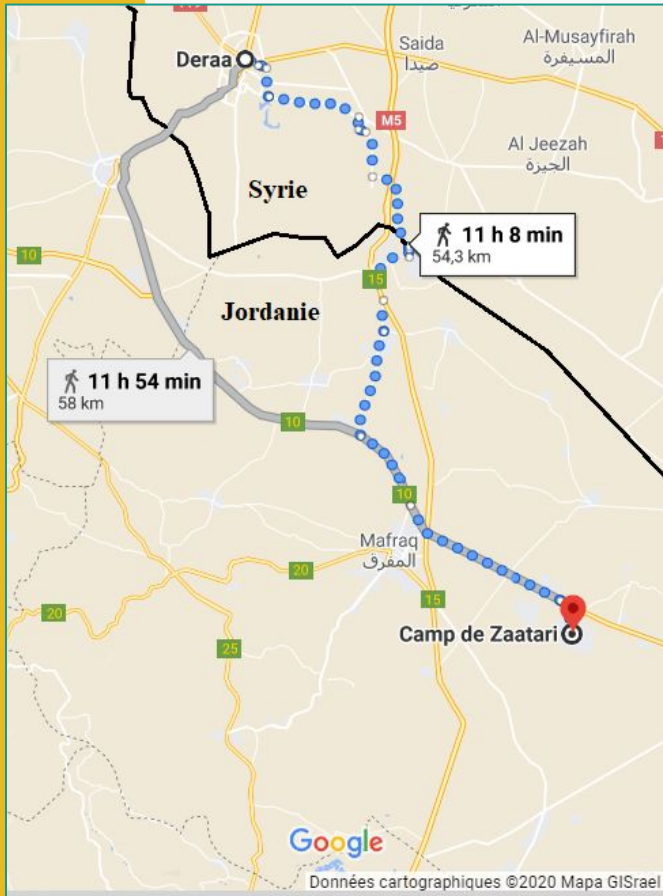 Deraa
Saida
صيدا
Al-Musayfirah
المسيفرة
M5
Al Jeezah
الجيزة
Syrie
11 h 8 min
54,3 km
10
15
Jordanie
11 h 54 min
58 km
10
10
Mafraq
المفرق
20
15
20
25
Camp de Zaatari
Google
Données cartographiques ©2020 Mapa GISrael